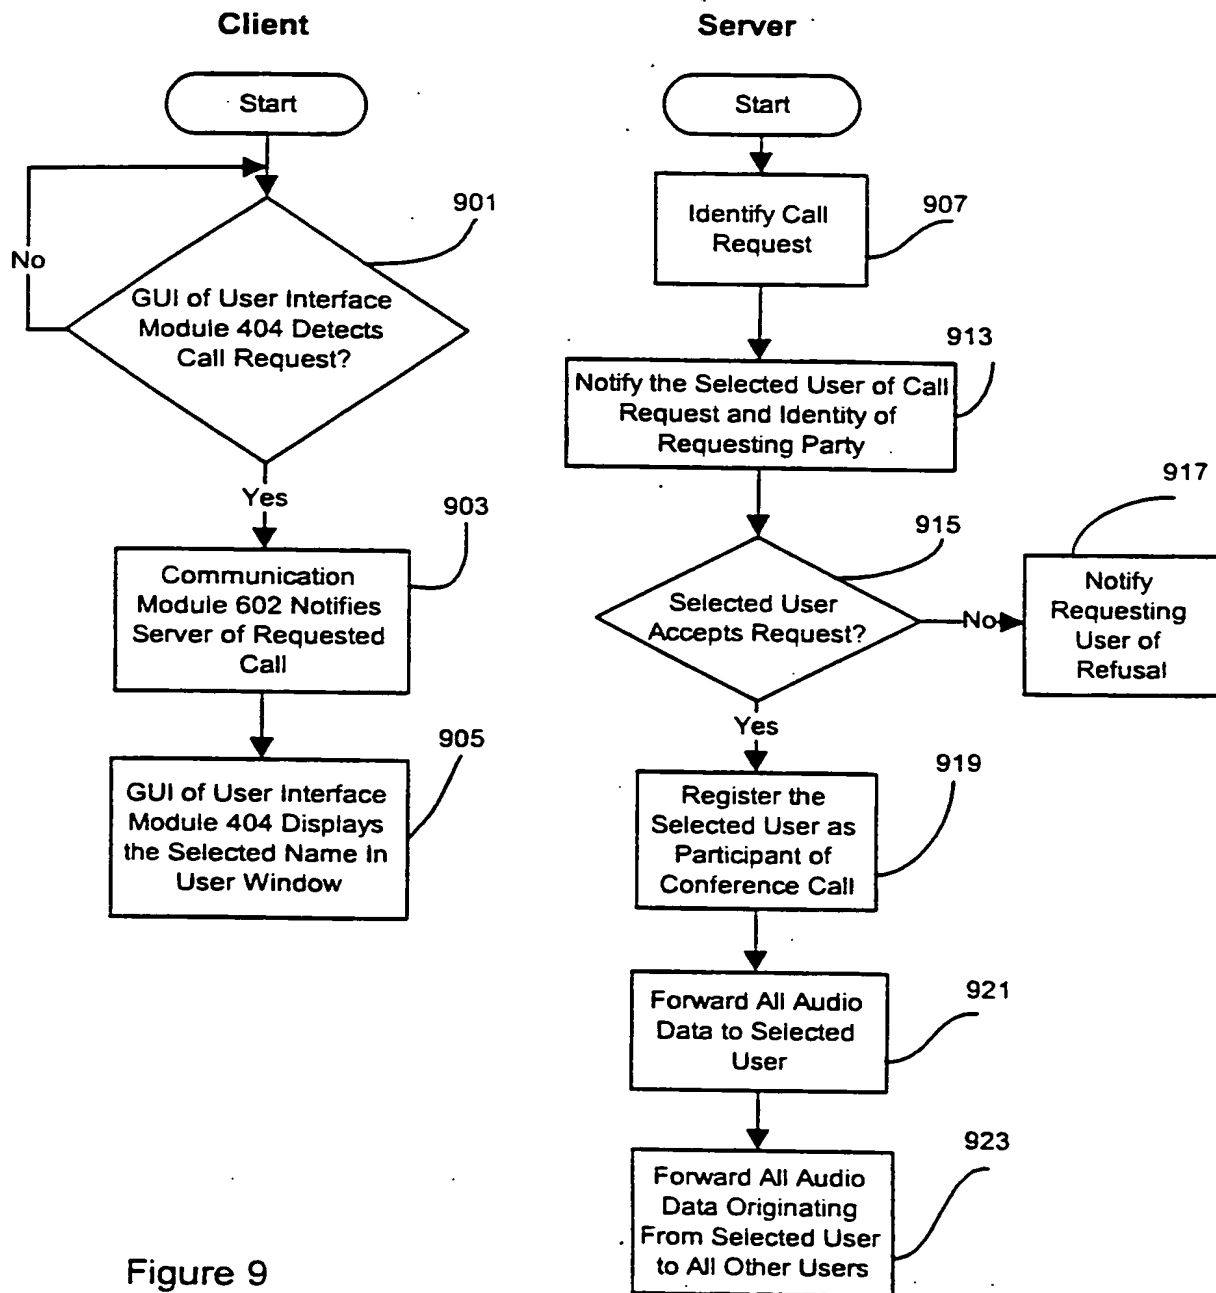 Client
Start
901
No
GUI of User Interface
Module 404 Detects
Call Request?
Yes
903
Communication
Module 602 Notifies
Server of Requested
Call
905
GUI of User Interface
Module 404 Displays
the Selected Name In
User Window
Server
Start
907
Identify Call
Request
913
Notify the Selected User of Call
Request and Identity of
Requesting Party
915
Selected User
Accepts Request?
No
917
Notify
Requesting
User of
Refusal
Yes
919
Register the
Selected User as
Participant of
Conference Call
921
Forward All Audio
Data to Selected
User
923
Forward All Audio
Data Originating
From Selected User
to All Other Users
Figure 9